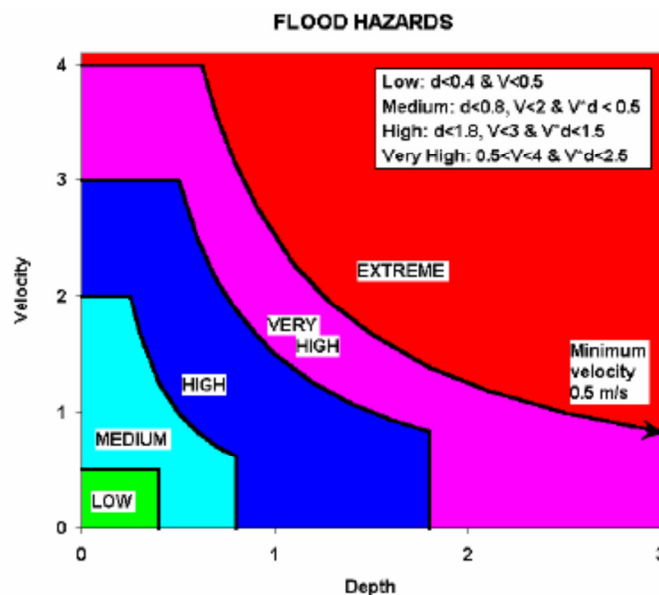 FLOOD HAZARDS
4
3
2
1
0
Velocity
Low: d<0.4 & V<0.5
Medium: d<0.8, V<2 & V*d < 0.5
High: d<1.8, V<3 & V*d<1.5
Very High: 0.5<V<4 & V*d<2.5
EXTREME
VERY
HIGH
HIGH
MEDIUM
LOW
Minimum
velocity
0.5 m/s
0 1 2 3
Depth